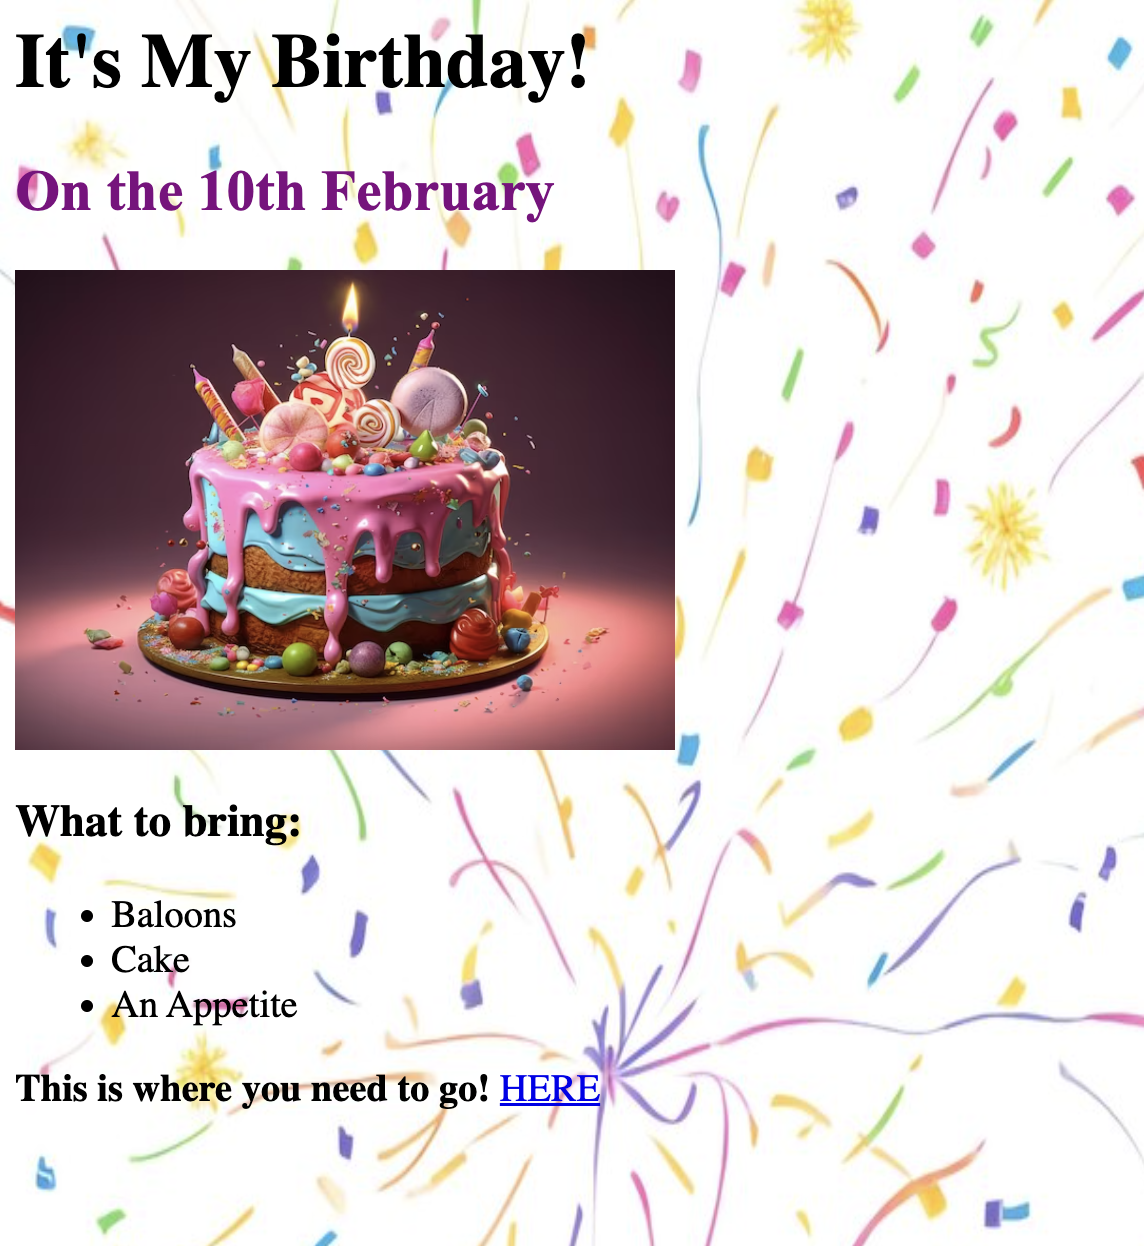 It's My Birthday!
On the 10th February
What to bring:
Baloons
Cake
An Appetite
This is where you need to go! HERE